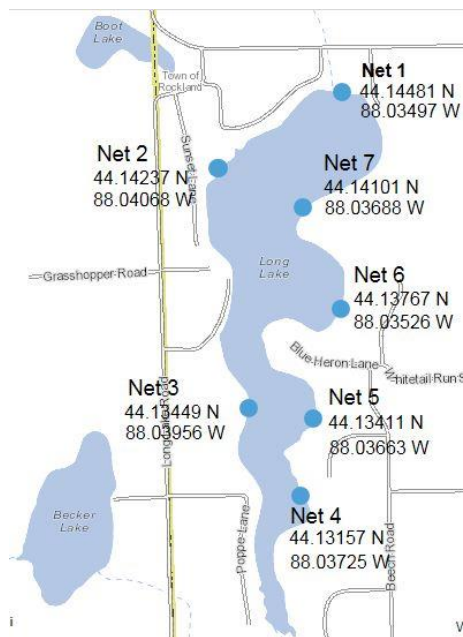 Boot
Lake
Town of
Rockland
Net 1
44.14481 N
88.03497 W
Sunset Lane
Net 2
44.14237 N
88.04068 W
Net 7
44.14101 N
88.03688 W
Long
Lake
Grasshopper Road
Net 6
44.13767 N
88.03526 W
Blue Heron Lane
Whitetail Run S
Net 3
44.13449 N
88.03956 W
Net 5
44.13411 N
88.03663 W
Becker
Lake
Poppe Lane
Net 4
44.13157 N
88.03725 W
Beech Road
i